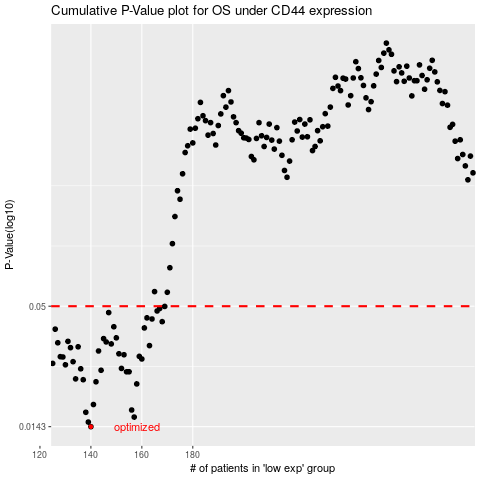 Cumulative P-Value plot for OS under CD44 expression
P-Value(log10)
0.05
0.0143
optimized
120 140 160 180
# of patients in 'low exp' group